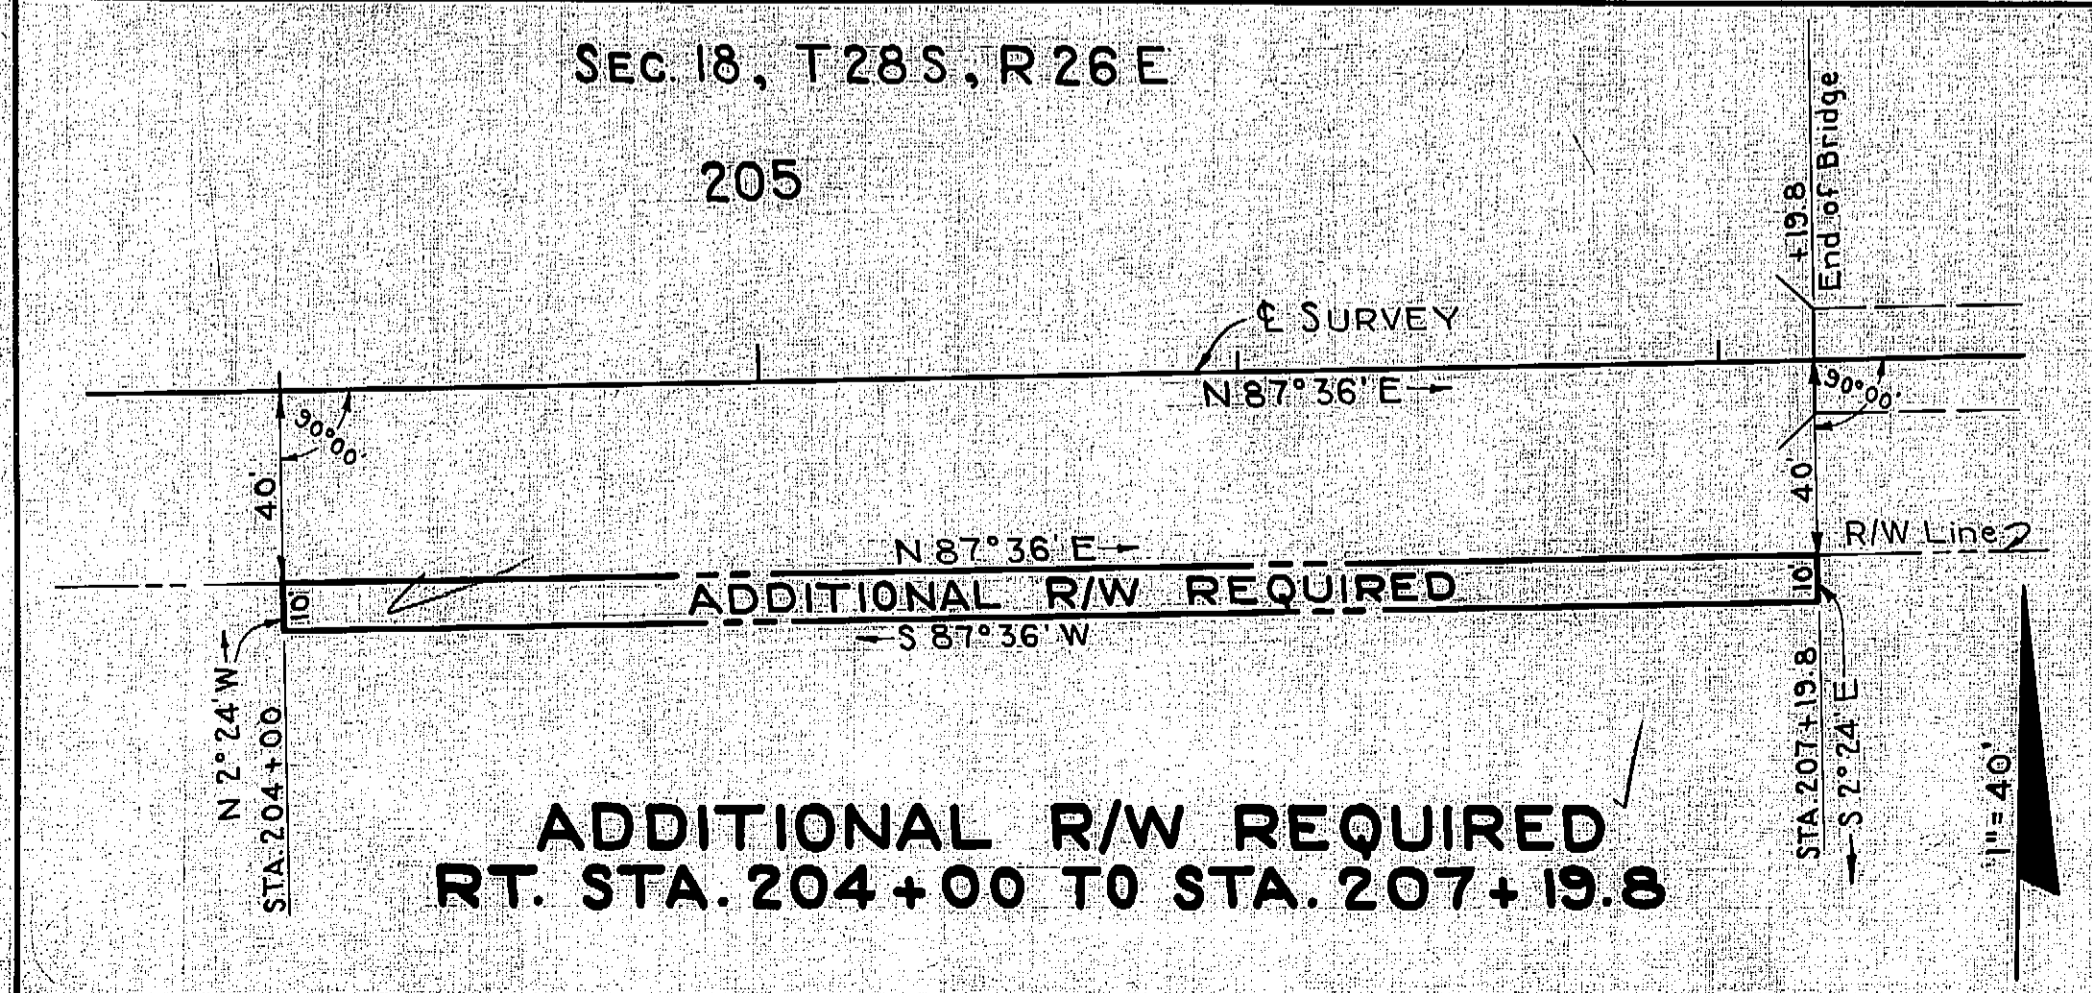 SEC. 18, T 28 S, R 26 E
205
+19.8
End of Bridge
℄ SURVEY
N 87°36' E
90°00'
90°00'
40'
40'
R/W Line
N 87°36' E
ADDITIONAL R/W REQUIRED
10'
10'
S 87°36' W
N 2°24' W
STA. 204+00
STA. 207+19.8
S 2°24' E
1"=40'
ADDITIONAL R/W REQUIRED
RT. STA. 204+00 TO STA. 207+19.8